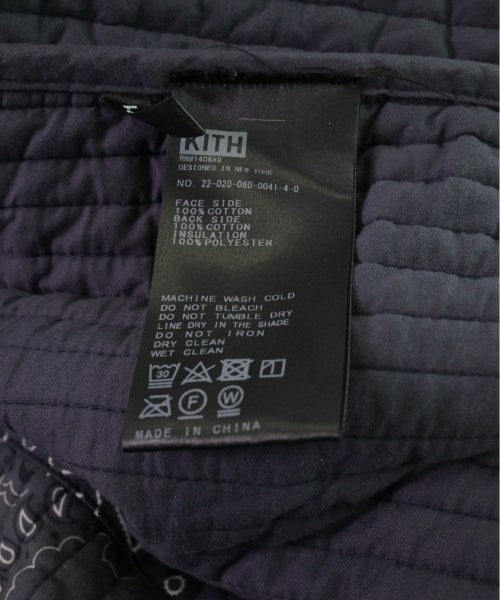 KITH
RN#140669
DESIGNED IN NEW YORK
NO. 22-020-060-0041-4-0
FACE SIDE
100%COTTON
BACK SIDE
100%COTTON
INSULATION
100%POLYESTER
MACHINE WASH COLD
DO NOT BLEACH
DO NOT TUMBLE DRY
LINE DRY IN THE SHADE
DO NOT IRON
DRY CLEAN
WET CLEAN
30
F W
MADE IN CHINA